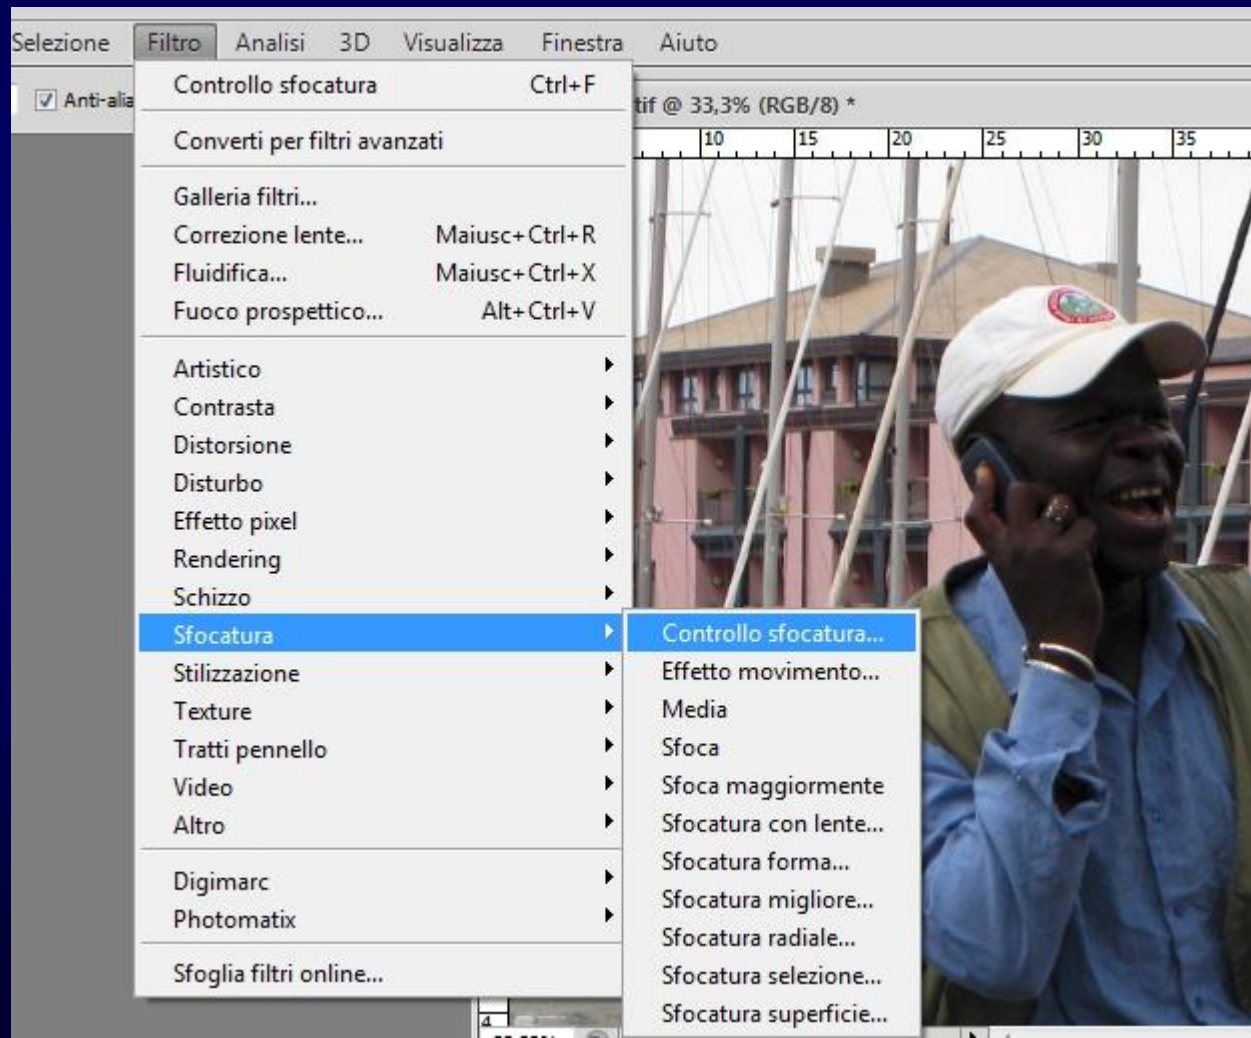 Selezione Filtro Analisi 3D Visualizza Finestra Aiuto
Anti-alia
tif @ 33,3% (RGB/8) *
10 15 20 25 30 35
Controllo sfocatura Ctrl+F
Converti per filtri avanzati
Galleria filtri...
Correzione lente... Maiusc+Ctrl+R
Fluidifica... Maiusc+Ctrl+X
Fuoco prospettico... Alt+Ctrl+V
Artistico
Contrasta
Distorsione
Disturbo
Effetto pixel
Rendering
Schizzo
Sfocatura
Stilizzazione
Texture
Tratti pennello
Video
Altro
Digimarc
Photomatix
Sfoglia filtri online...
Controllo sfocatura...
Effetto movimento...
Media
Sfoca
Sfoca maggiormente
Sfocatura con lente...
Sfocatura forma...
Sfocatura migliore...
Sfocatura radiale...
Sfocatura selezione...
Sfocatura superficie...
4